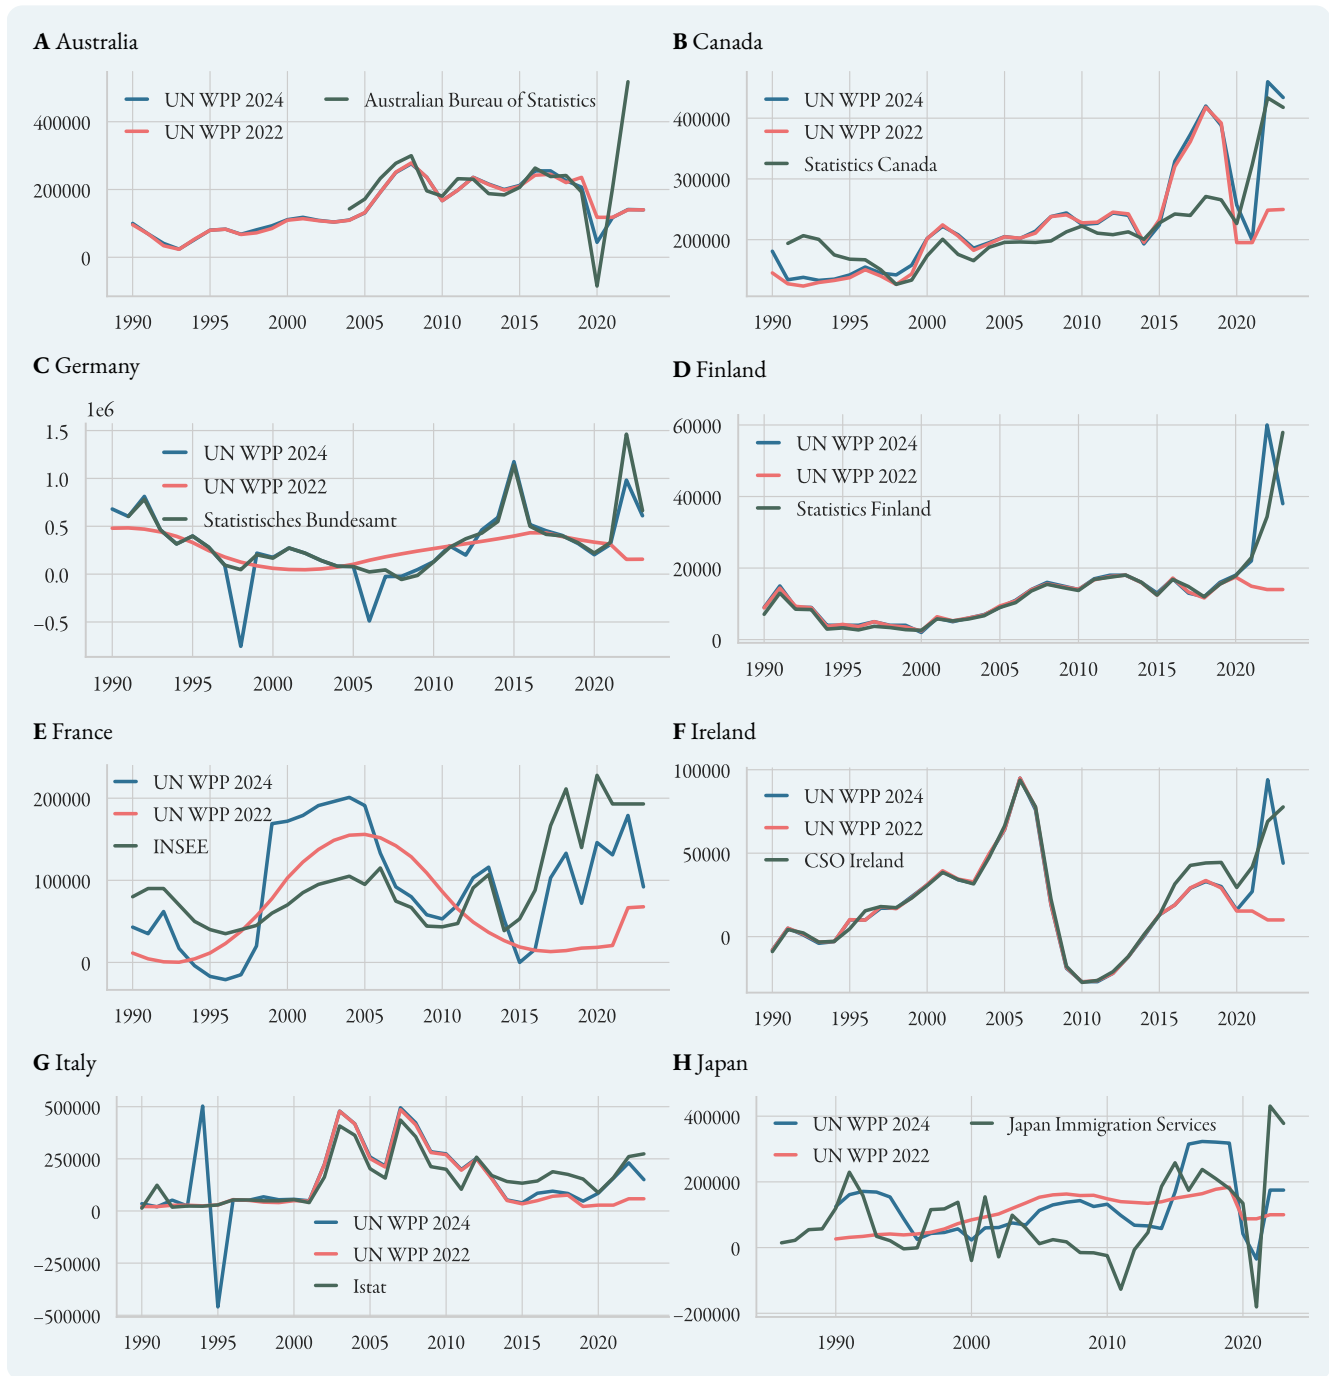 A Australia
UN WPP 2024
Australian Bureau of Statistics
UN WPP 2022
400000
200000
0
1990 1995 2000 2005 2010 2015 2020
B Canada
UN WPP 2024
UN WPP 2022
Statistics Canada
400000
300000
200000
1990 1995 2000 2005 2010 2015 2020
C Germany
1e6
UN WPP 2024
UN WPP 2022
Statistisches Bundesamt
1.5
1.0
0.5
0.0
−0.5
1990 1995 2000 2005 2010 2015 2020
D Finland
UN WPP 2024
UN WPP 2022
Statistics Finland
60000
40000
20000
0
1990 1995 2000 2005 2010 2015 2020
E France
UN WPP 2024
UN WPP 2022
INSEE
200000
100000
0
1990 1995 2000 2005 2010 2015 2020
F Ireland
UN WPP 2024
UN WPP 2022
CSO Ireland
100000
50000
0
1990 1995 2000 2005 2010 2015 2020
G Italy
500000
250000
0
−250000
−500000
UN WPP 2024
UN WPP 2022
Istat
1990 1995 2000 2005 2010 2015 2020
H Japan
UN WPP 2024
Japan Immigration Services
UN WPP 2022
400000
200000
0
−200000
1990 2000 2010 2020